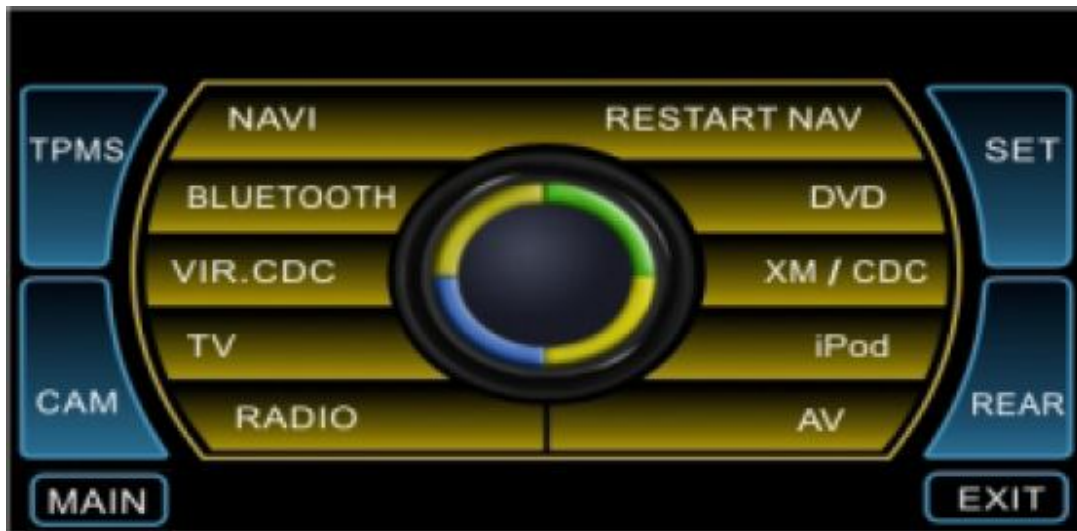 NAVI
RESTART NAV
TPMS
SET
BLUETOOTH
DVD
VIR.CDC
XM / CDC
TV
iPod
CAM
REAR
RADIO
AV
MAIN
EXIT